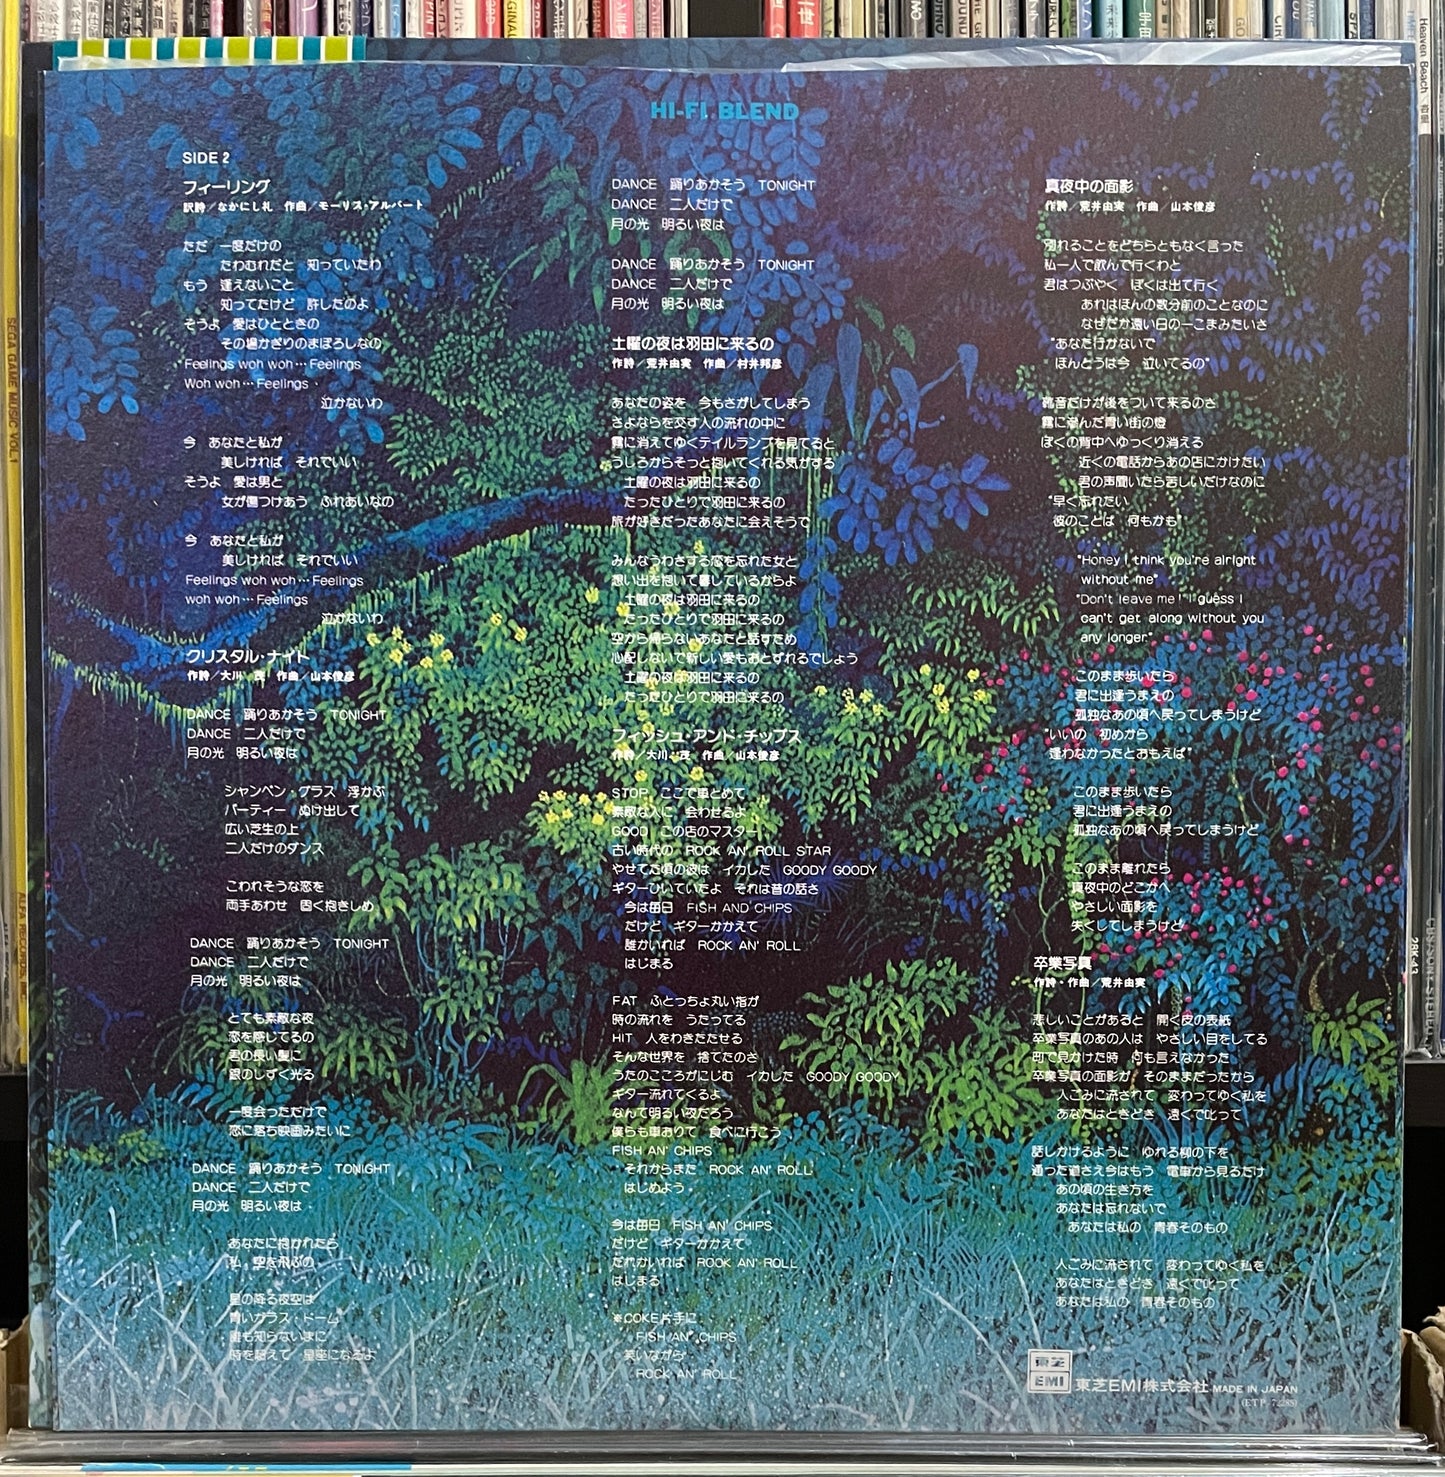 HI-FI BLEND
SIDE 2
フィーリング
訳詩／なかにし礼　作曲／モーリス・アルバート
ただ　一度だけの
たわむれだと　知っていたわ
もう　逢えないこと
知ってたけど　許したのよ
そうよ　愛はひとときの
その場かぎりのまぼろしなの
Feelings woh woh…Feelings
Woh woh…Feelings
泣かないわ
今　あなたと私が
美しければ　それでいい
そうよ　愛は男と
女が傷つけあう　ふれあいなの
今　あなたと私が
美しければ　それでいい
Feelings woh woh…Feelings
woh woh…Feelings
泣かないわ
クリスタル・ナイト
作詩／大川　茂　作曲／山本俊彦
DANCE　踊りあかそう　TONIGHT
DANCE　二人だけで
月の光　明るい夜は
シャンペン・グラス　浮かぶ
パーティー　ぬけ出して
広い芝生の上
二人だけのダンス
こわれそうな恋を
両手あわせ　固く抱きしめ
DANCE　踊りあかそう　TONIGHT
DANCE　二人だけで
月の光　明るい夜は
とても素敵な夜
恋を感じてるの
君の長い髪に
銀のしずく光る
一度会っただけで
恋に落ち映画みたいに
DANCE　踊りあかそう　TONIGHT
DANCE　二人だけで
月の光　明るい夜は
あなたに抱かれたら
私　空を飛ぶの
星の降る夜空は
青いガラス・ドーム
誰も知らないまに
時を超えて　星座になるよ
DANCE　踊りあかそう　TONIGHT
DANCE　二人だけで
月の光　明るい夜は
DANCE　踊りあかそう　TONIGHT
DANCE　二人だけで
月の光　明るい夜は
土曜の夜は羽田に来るの
作詩／荒井由実　作曲／村井邦彦
あなたの姿を　今もさがしてしまう
さよならを交す人の流れの中に
霧に消えてゆくテイルランプを見てると
うしろからそっと抱いてくれる気がする
土曜の夜は羽田に来るの
たったひとりで羽田に来るの
旅が好きだったあなたに会えそうで
みんなうわさする恋を忘れた女と
想い出を抱いて暮しているからよ
土曜の夜は羽田に来るの
たったひとりで羽田に来るの
空から帰らないあなたと話すため
心配しないで新しい愛もおとずれるでしょう
土曜の夜は羽田に来るの
たったひとりで羽田に来るの
フィッシュ・アンド・チップス
作詩／大川　茂　作曲／山本俊彦
STOP　ここで車とめて
素敵な人に　会わせるよ
GOOD　この店のマスター
古い時代の　ROCK AN' ROLL STAR
やせてた頃の彼は　イカした　GOODY GOODY
ギターひいていたよ　それは昔の話さ
今は毎日　FISH AND CHIPS
だけど　ギターかかえて
誰かいれば　ROCK AN' ROLL
はじまる
FAT　ふとっちょ丸い指が
時の流れを　うたってる
HIT　人をわきたたせる
そんな世界を　捨てたのさ
うたのこころがにじむ　イカした　GOODY GOODY
ギター流れてくるよ
なんて明るい夜だろう
僕らも車おりて　食べに行こう
FISH AN' CHIPS
それからまた　ROCK AN' ROLL
はじめよう
今は毎日　FISH AN' CHIPS
だけど　ギターかかえて
だれかいれば　ROCK AN' ROLL
はじまる
※COKE片手に
FISH AN' CHIPS
笑いながら
ROCK AN' ROLL
真夜中の面影
作詩／荒井由実　作曲／山本俊彦
別れることをどちらともなく言った
私一人で飲んで行くわと
君はつぶやく　ぼくは出て行く
あれはほんの数分前のことなのに
なぜだか遠い日の一こまみたいさ
"あなた行かないで
ほんとうは今　泣いてるの"
靴音だけが後をついて来るのさ
霧に潜んだ青い街の燈
ぼくの背中へゆっくり消える
近くの電話からあの店にかけたい
君の声聞いたら苦しいだけなのに
"早く忘れたい
彼のことは　何もかも"
"Honey I think you're alright
without me"
"Don't leave me! I guess I
can't get along without you
any longer."
このまま歩いたら
君に出逢うまえの
孤独なあの頃へ戻ってしまうけど
"いいの　初めから
逢わなかったとおもえば"
このまま歩いたら
君に出逢うまえの
孤独なあの頃へ戻ってしまうけど
このまま離れたら
真夜中のどこかへ
やさしい面影を
失くしてしまうけど
卒業写真
作詩・作曲／荒井由実
悲しいことがあると　開く皮の表紙
卒業写真のあの人は　やさしい目をしてる
町で見かけた時　何も言えなかった
卒業写真の面影が　そのままだったから
人ごみに流されて　変わってゆく私を
あなたはときどき　遠くで叱って
話しかけるように　ゆれる柳の下を
通った道さえ今はもう　電車から見るだけ
あの頃の生き方を
あなたは忘れないで
あなたは私の　青春そのもの
人ごみに流されて　変わってゆく私を
あなたはときどき　遠くで叱って
あなたは私の　青春そのもの
東芝
EMI
東芝EMI株式会社 MADE IN JAPAN
(ETP-72285)
SEGA GAME MUSIC VOL.1
Heaven Beach
28K-43